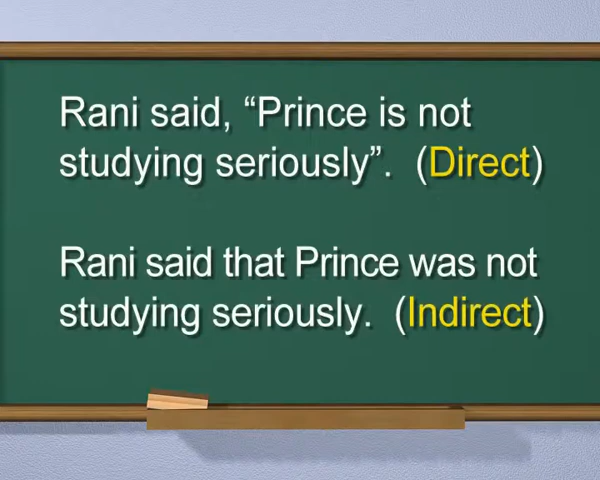 Rani said, “Prince is not
studying seriously”. (Direct)
Rani said that Prince was not
studying seriously. (Indirect)